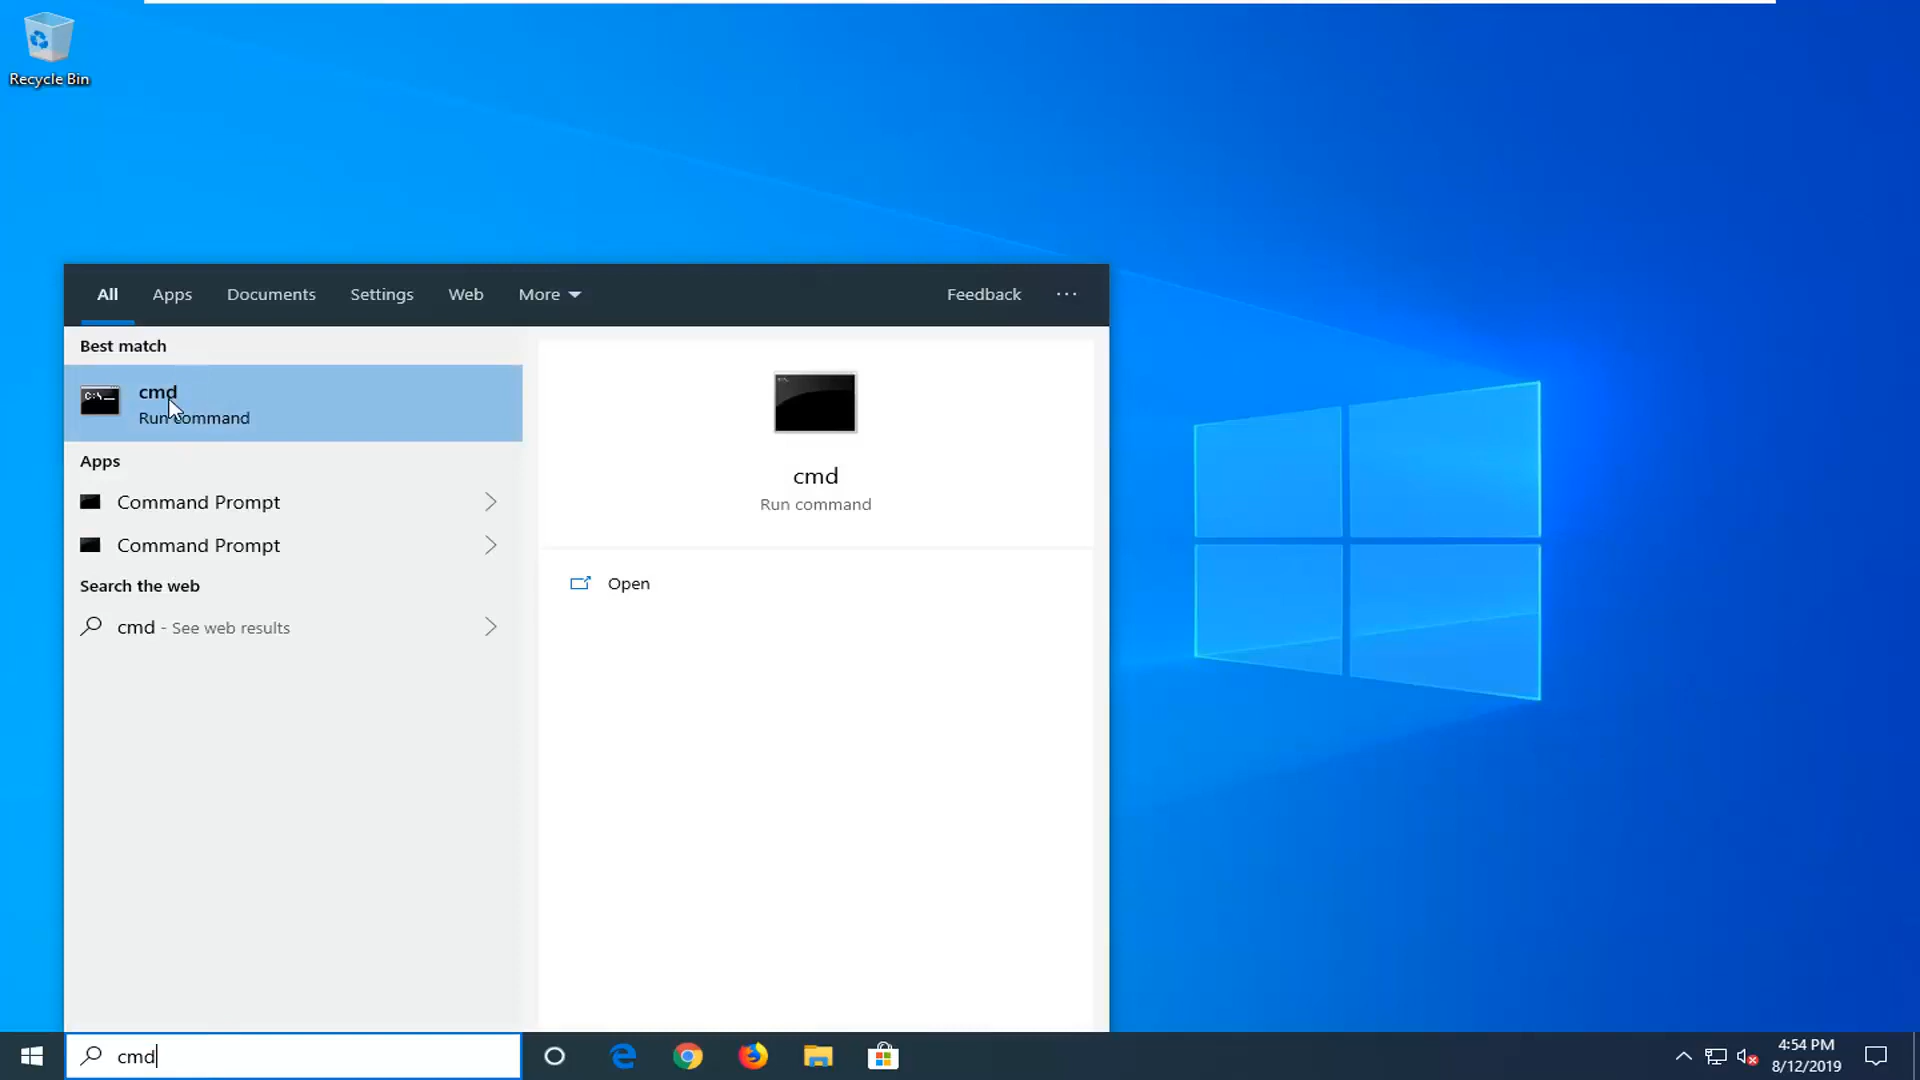 Recycle Bin
All Apps Documents Settings Web More Feedback ...
Best match
cmd
Run command
Apps
Command Prompt
Command Prompt
Search the web
cmd - See web results
cmd
Run command
Open
cmd
4:54 PM
8/12/2019